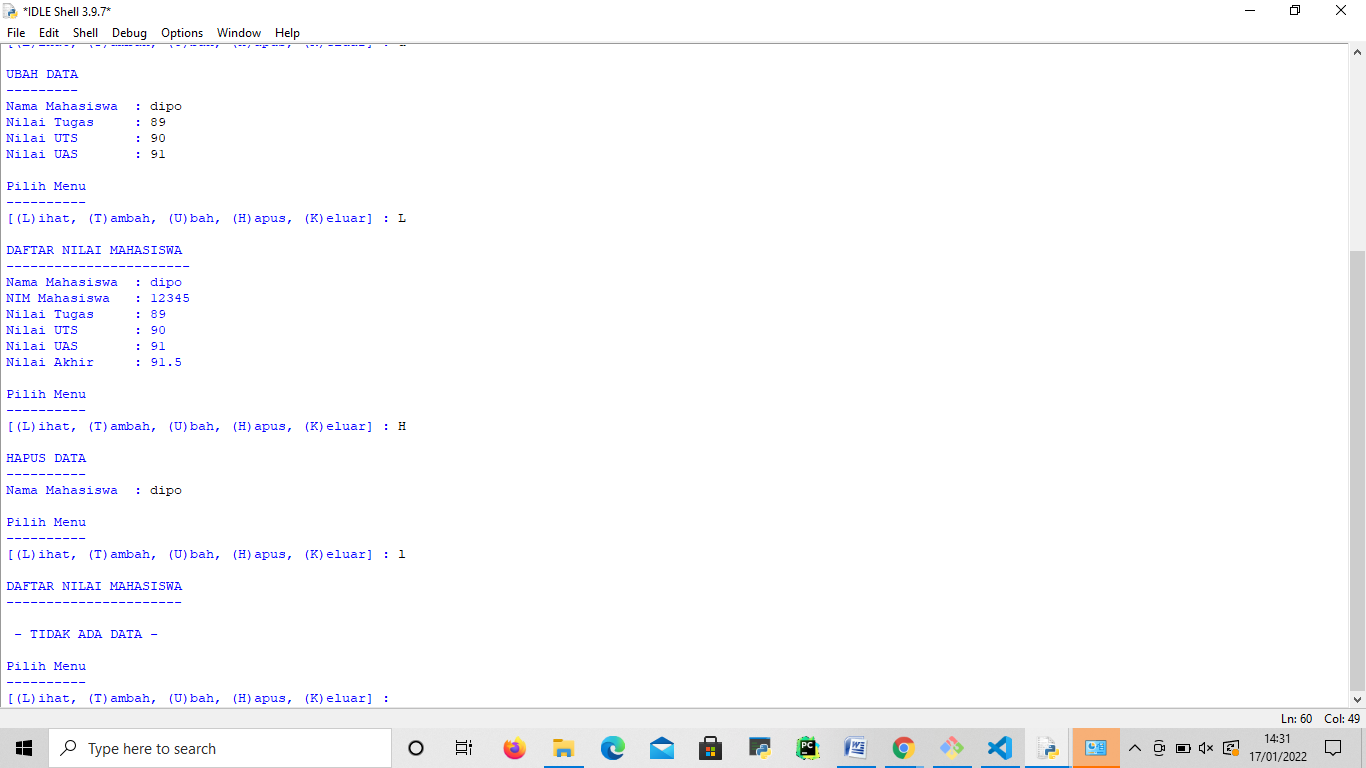 *IDLE Shell 3.9.7*
File Edit Shell Debug Options Window Help
UBAH DATA
---------
Nama Mahasiswa  : dipo
Nilai Tugas     : 89
Nilai UTS       : 90
Nilai UAS       : 91
Pilih Menu
----------
[(L)ihat, (T)ambah, (U)bah, (H)apus, (K)eluar] : L
DAFTAR NILAI MAHASISWA
-----------------------
Nama Mahasiswa  : dipo
NIM Mahasiswa   : 12345
Nilai Tugas     : 89
Nilai UTS       : 90
Nilai UAS       : 91
Nilai Akhir     : 91.5
Pilih Menu
----------
[(L)ihat, (T)ambah, (U)bah, (H)apus, (K)eluar] : H
HAPUS DATA
----------
Nama Mahasiswa  : dipo
Pilih Menu
----------
[(L)ihat, (T)ambah, (U)bah, (H)apus, (K)eluar] : l
DAFTAR NILAI MAHASISWA
----------------------
- TIDAK ADA DATA -
Pilih Menu
----------
[(L)ihat, (T)ambah, (U)bah, (H)apus, (K)eluar] :
Ln: 60 Col: 49
Type here to search
14:31
17/01/2022